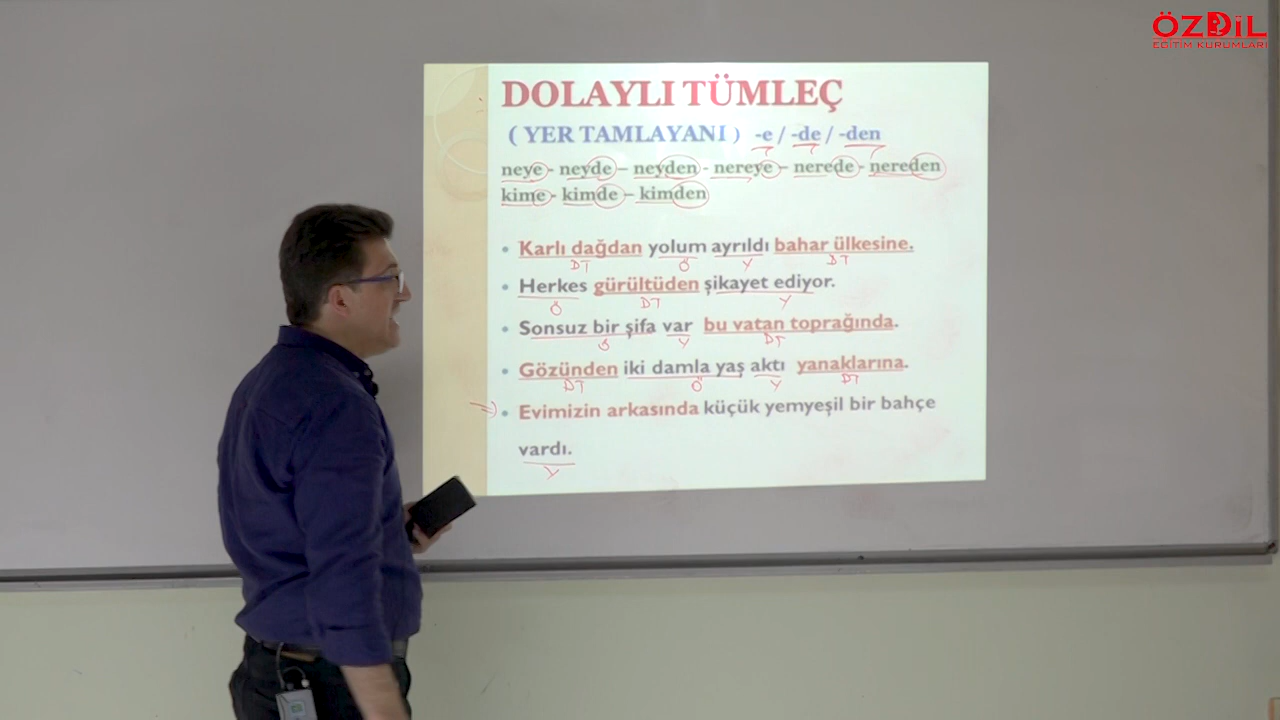 ÖZDİL
EĞİTİM KURUMLARI
DOLAYLI TÜMLEÇ
( YER TAMLAYANI ) -e / -de / -den
neye - neyde – neyden - nereye – nerede - nereden
kime - kimde – kimden
• Karlı dağdan yolum ayrıldı bahar ülkesine.
DT Ö Y DT
• Herkes gürültüden şikayet ediyor.
Ö DT Y
• Sonsuz bir şifa var bu vatan toprağında.
Ö Y DT
• Gözünden iki damla yaş aktı yanaklarına.
DT Ö Y DT
• Evimizin arkasında küçük yemyeşil bir bahçe
vardı.
Y